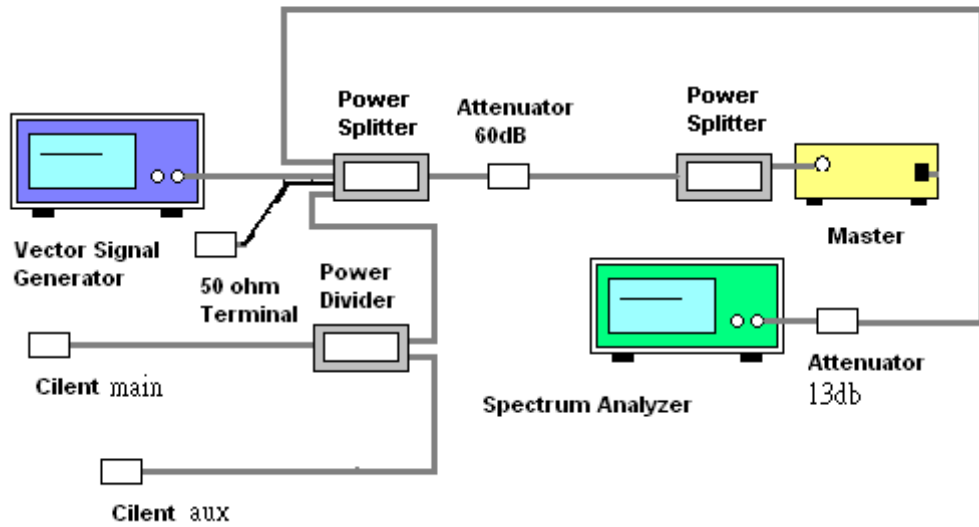 Power
Splitter
Attenuator
60dB
Power
Splitter
Vector Signal
Generator
50 ohm
Terminal
Power
Divider
Master
Cilent main
Spectrum Analyzer
Attenuator
13db
Cilent aux